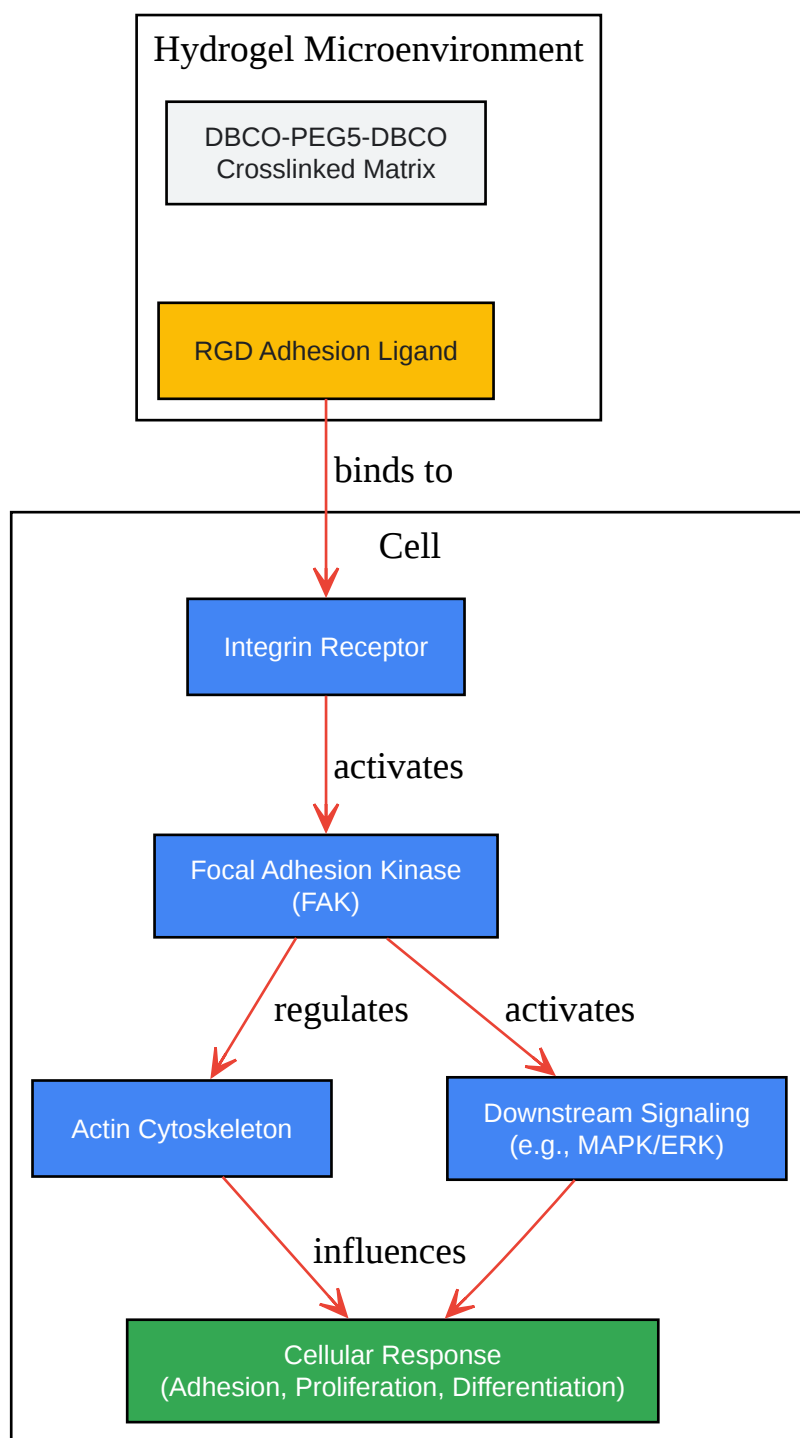 Hydrogel Microenvironment
DBCO-PEG5-DBCO
Crosslinked Matrix
RGD Adhesion Ligand
binds to
Cell
Integrin Receptor
activates
Focal Adhesion Kinase
(FAK)
regulates
activates
Actin Cytoskeleton
Downstream Signaling
(e.g., MAPK/ERK)
influences
Cellular Response
(Adhesion, Proliferation, Differentiation)